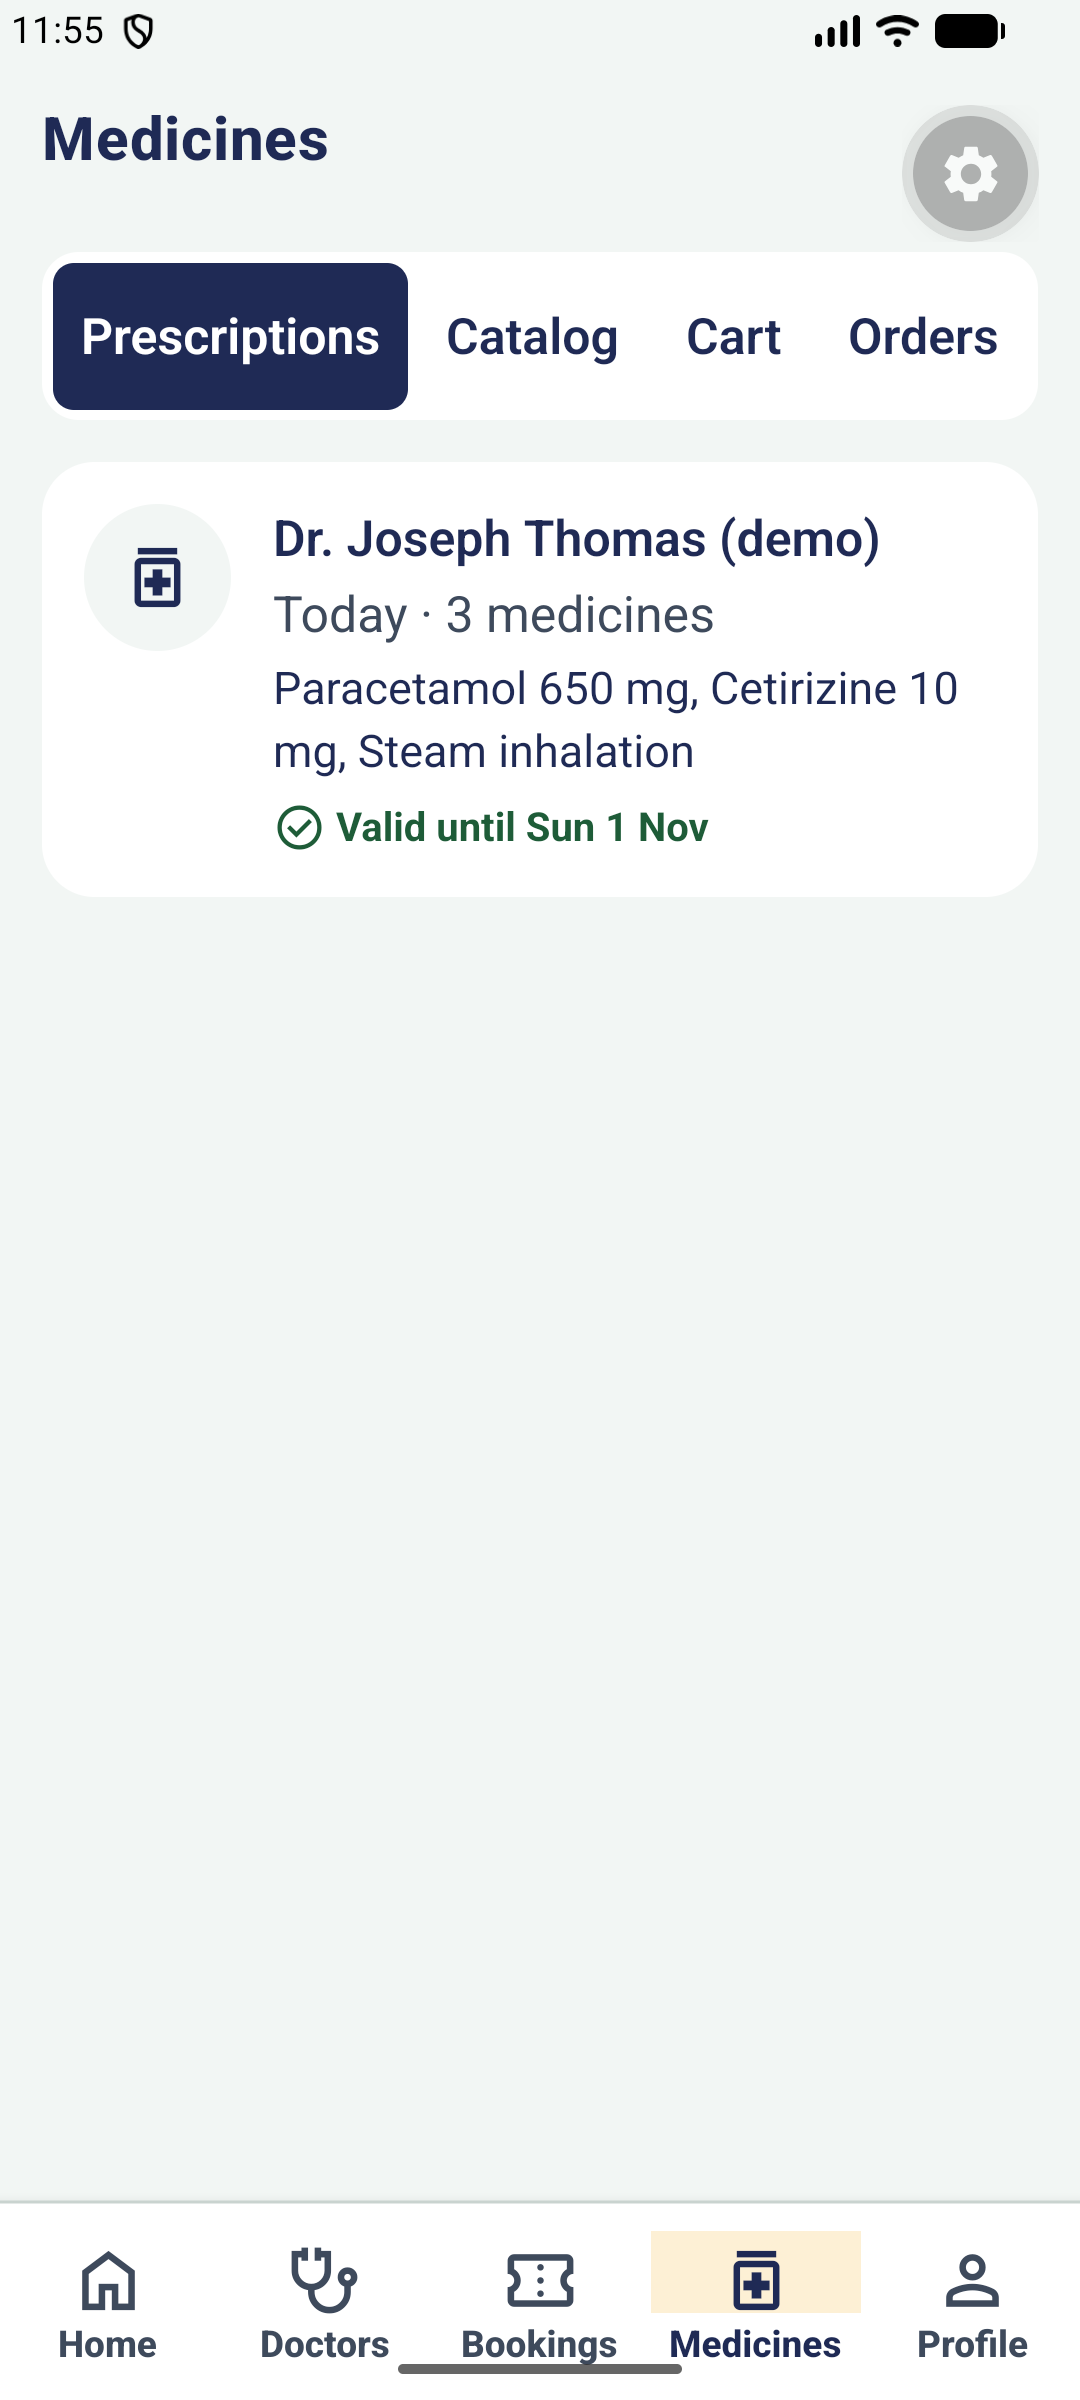 11:55
Medicines
Prescriptions Catalog Cart Orders
Dr. Joseph Thomas (demo)
Today · 3 medicines
Paracetamol 650 mg, Cetirizine 10
mg, Steam inhalation
Valid until Sun 1 Nov
Home Doctors Bookings Medicines Profile